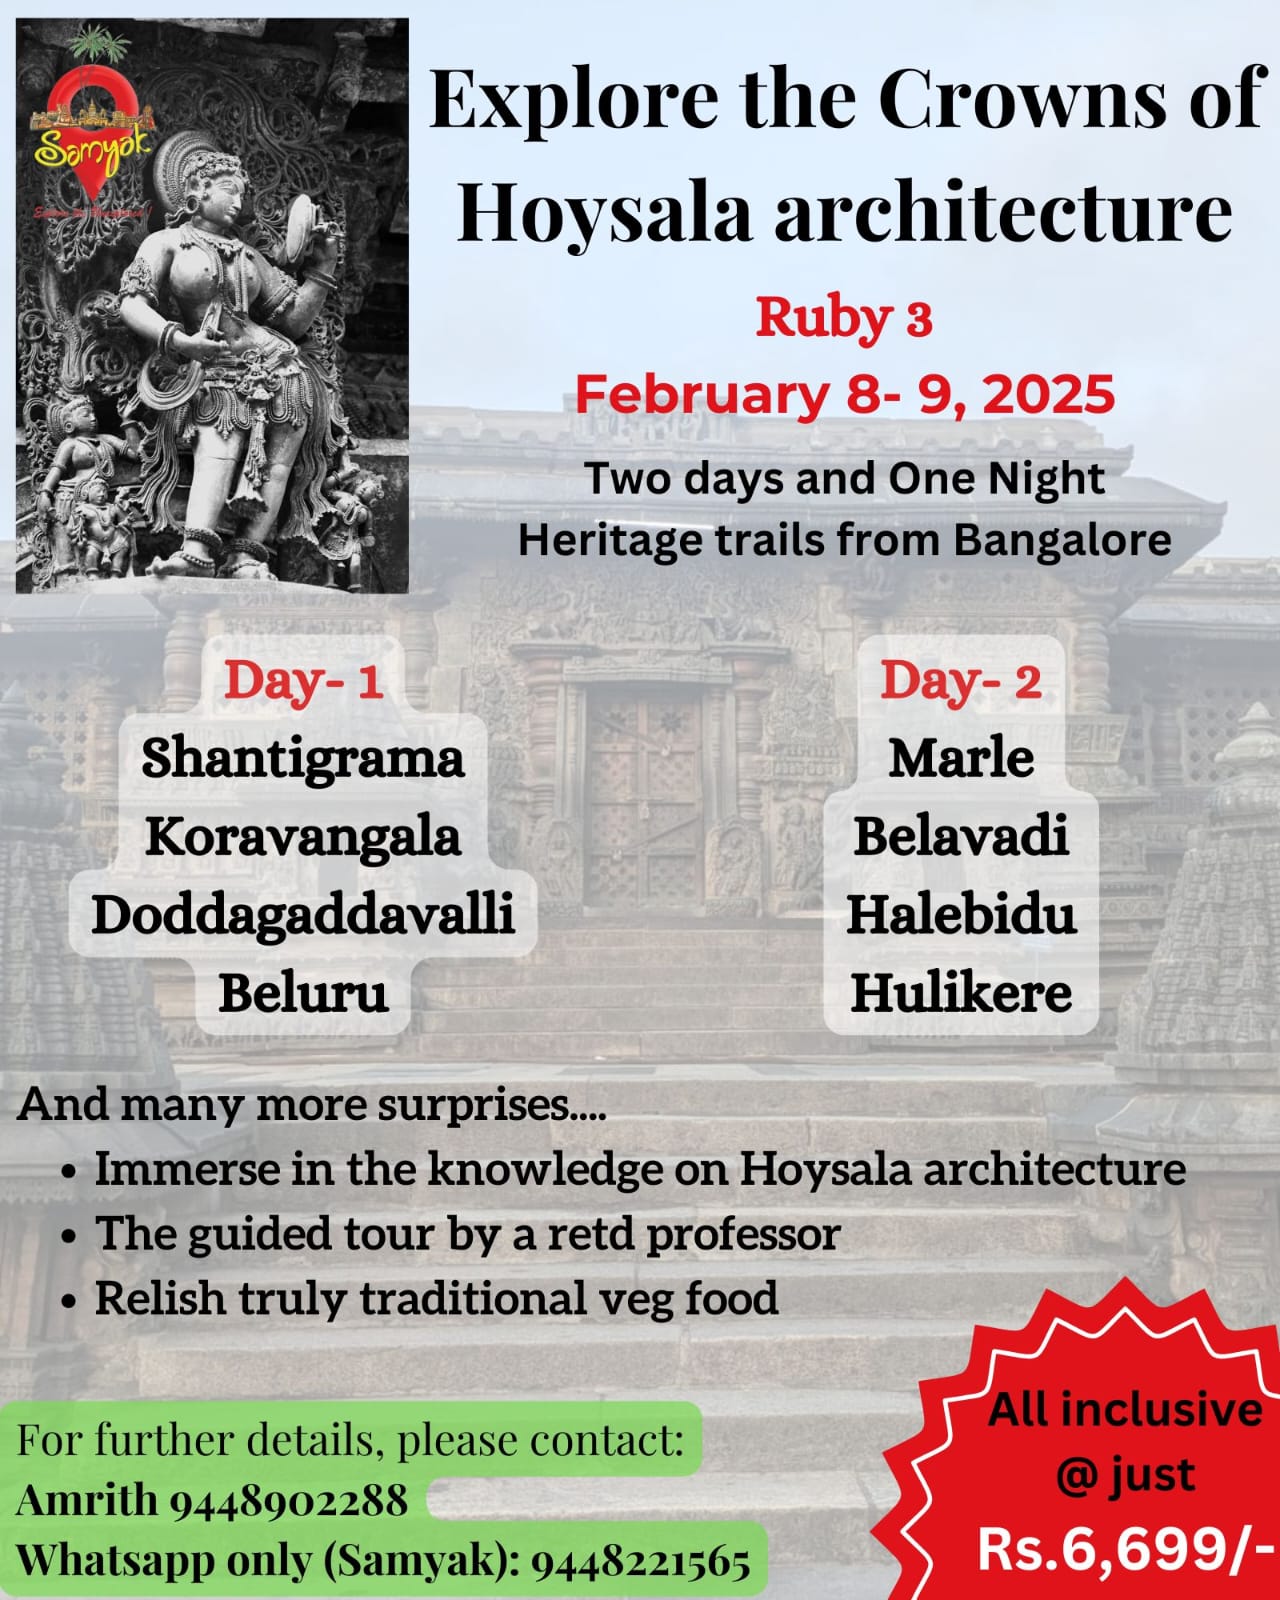 Samyak
Explore the Crowns of
Hoysala architecture
Ruby 3
February 8- 9, 2025
Two days and One Night
Heritage trails from Bangalore
Day- 1
Shantigrama
Koravangala
Doddagaddavalli
Beluru
Day- 2
Marle
Belavadi
Halebidu
Hulikere
And many more surprises....
• Immerse in the knowledge on Hoysala architecture
• The guided tour by a retd professor
• Relish truly traditional veg food
For further details, please contact:
Amrith 9448902288
Whatsapp only (Samyak): 9448221565
All inclusive
@ just
Rs.6,699/-